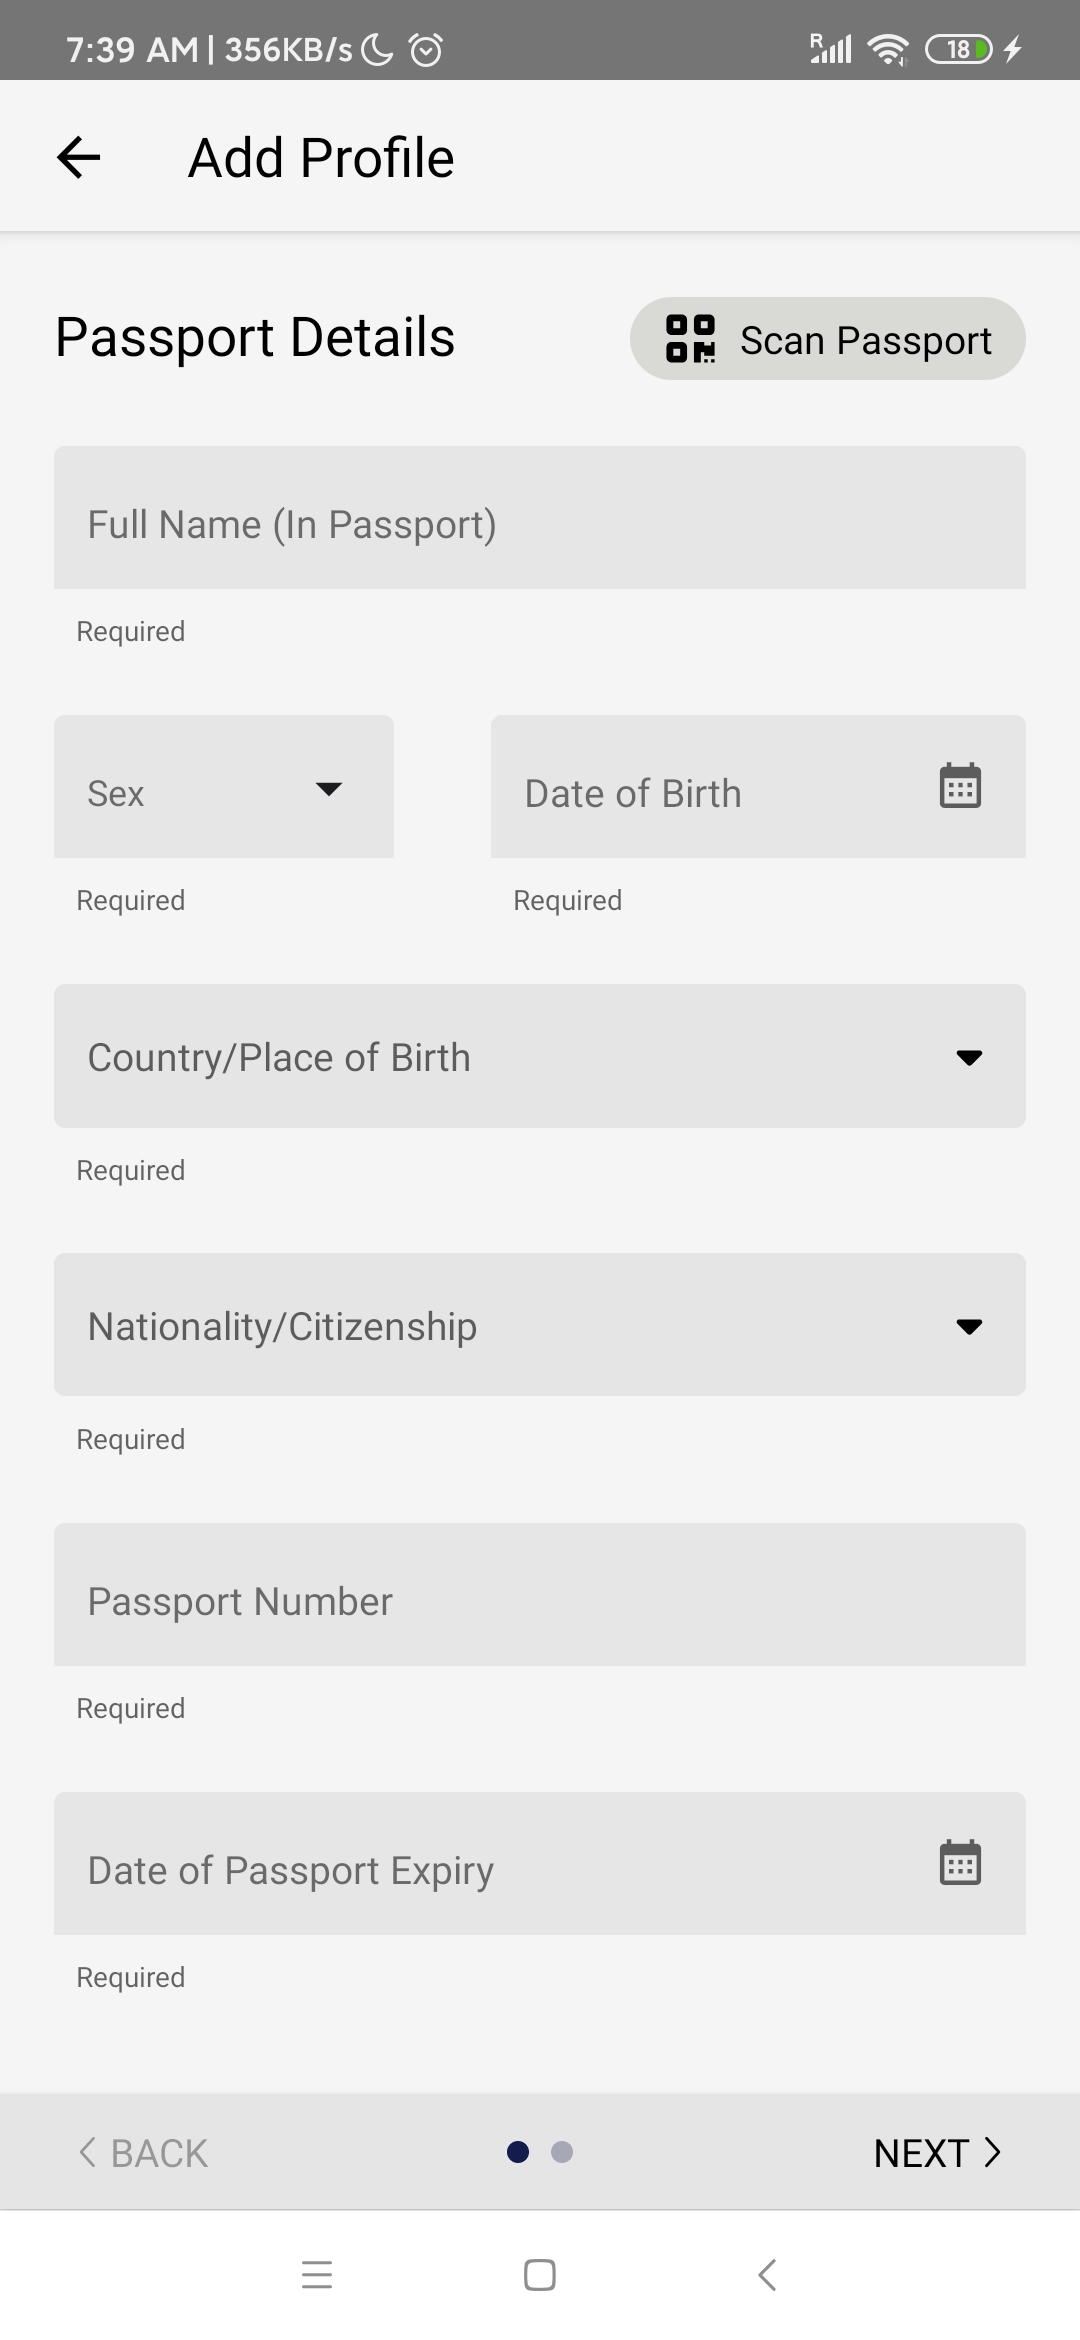 7:39 AM | 356KB/s
R 18
Add Profile
Passport Details
Scan Passport
Full Name (In Passport)
Required
Sex
Date of Birth
Required
Required
Country/Place of Birth
Required
Nationality/Citizenship
Required
Passport Number
Required
Date of Passport Expiry
Required
BACK
NEXT